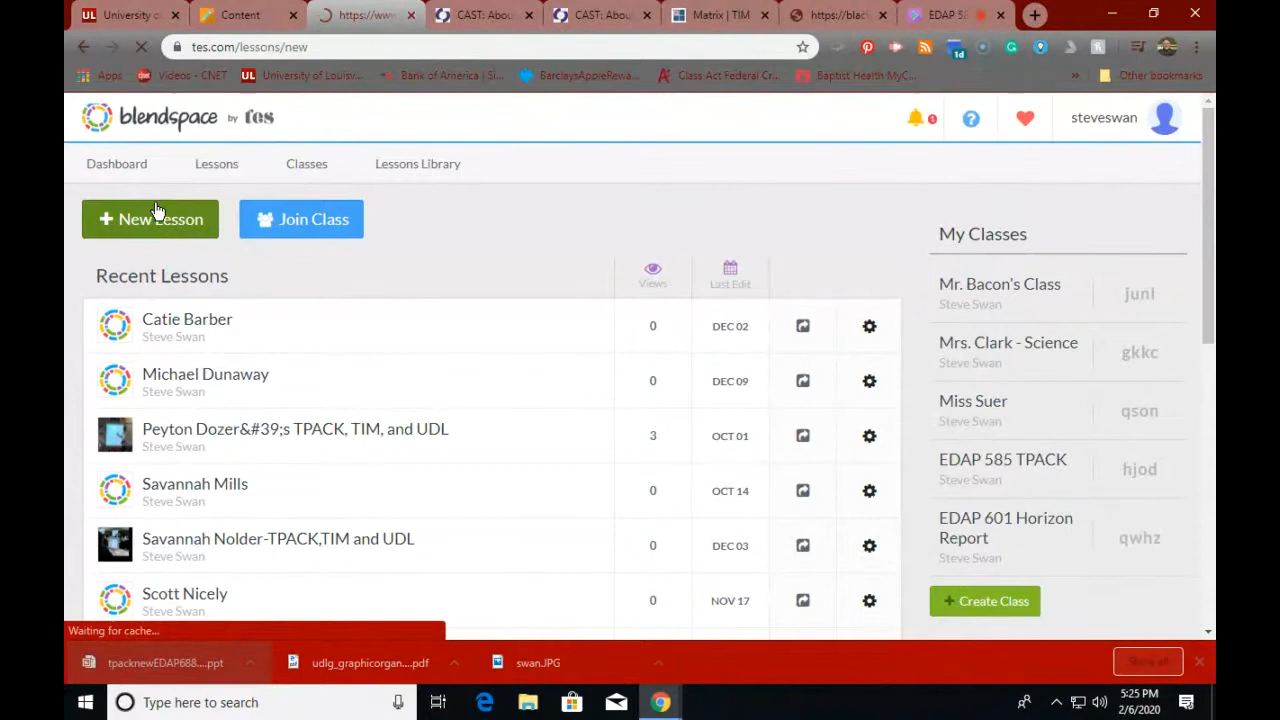 University o
Content
https://www
CAST: Abou
CAST: Abou
Matrix | TIM
https://blac
EDAP 58
tes.com/lessons/new
Apps
Videos - CNET
University of Louisv...
Bank of America | Si...
BarclaysAppleRewa...
Class Act Federal Cr...
Baptist Health MyC...
»
Other bookmarks
blendspace by tes
steveswan
Dashboard
Lessons
Classes
Lessons Library
New Lesson
Join Class
My Classes
Recent Lessons
Views
Last Edit
Mr. Bacon's Class
Steve Swan
junl
Catie Barber
Steve Swan
0
DEC 02
Mrs. Clark - Science
Steve Swan
gkkc
Michael Dunaway
Steve Swan
0
DEC 09
Miss Suer
Steve Swan
qson
Peyton Dozer&#39;s TPACK, TIM, and UDL
Steve Swan
3
OCT 01
EDAP 585 TPACK
Steve Swan
hjod
Savannah Mills
Steve Swan
0
OCT 14
EDAP 601 Horizon
Report
Steve Swan
qwhz
Savannah Nolder-TPACK,TIM and UDL
Steve Swan
0
DEC 03
Scott Nicely
Steve Swan
0
NOV 17
+ Create Class
Waiting for cache...
tpacknewEDAP688....ppt
udlg_graphicorgan....pdf
swan.JPG
Show all
Type here to search
5:25 PM
2/6/2020